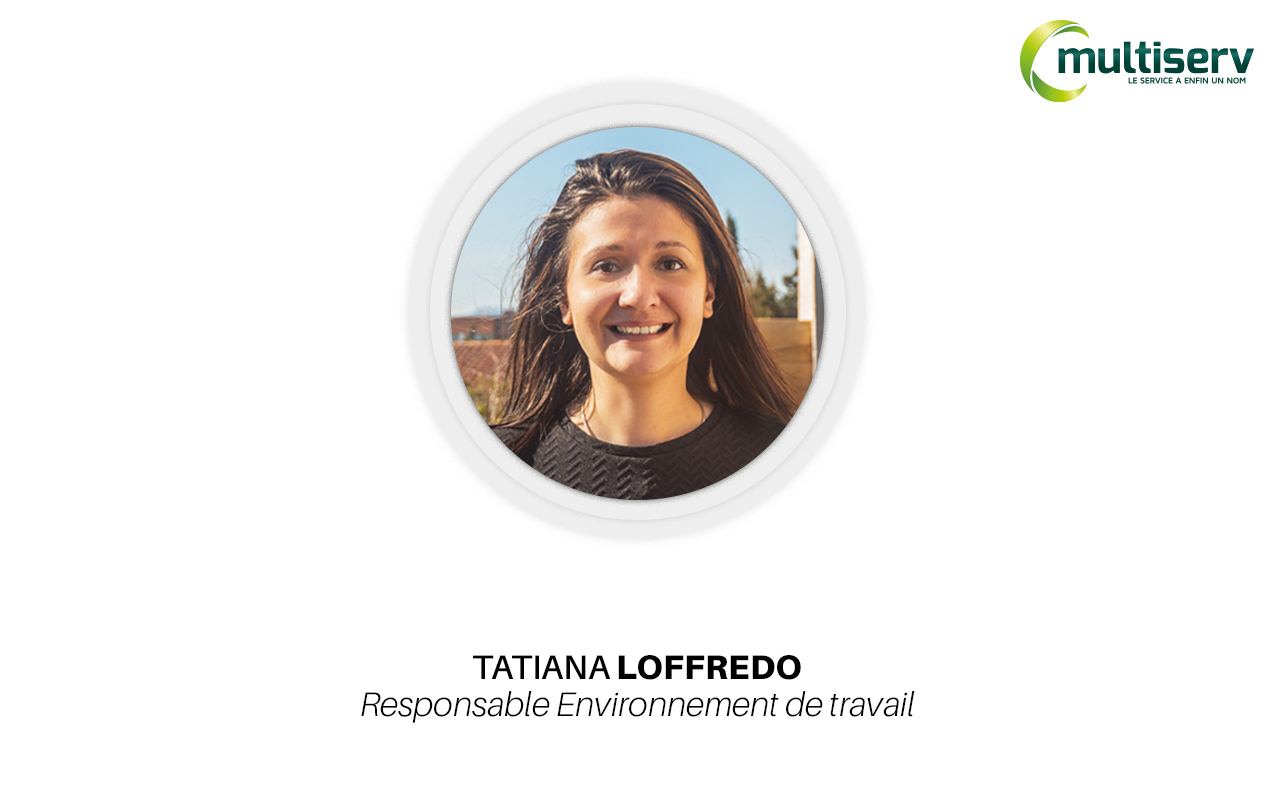 multiserv
LE SERVICE A ENFIN UN NOM
TATIANA LOFFREDO
Responsable Environnement de travail